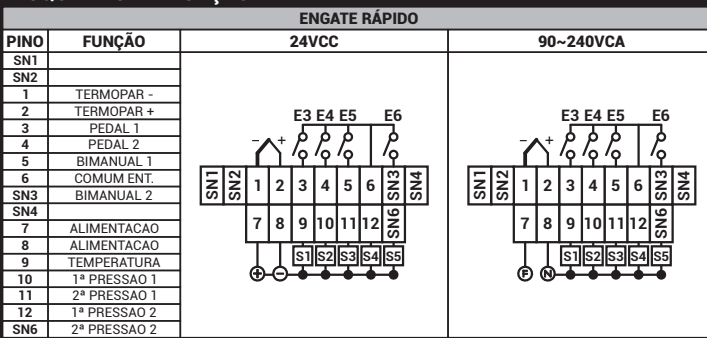 ENGATE RÁPIDO
PINO FUNÇÃO 24VCC 90~240VCA
SN1
SN2
1 TERMOPAR -
2 TERMOPAR +
3 PEDAL 1
4 PEDAL 2
5 BIMANUAL 1
6 COMUM ENT.
SN3 BIMANUAL 2
SN4
7 ALIMENTACAO
8 ALIMENTACAO
9 TEMPERATURA
10 1ª PRESSAO 1
11 2ª PRESSAO 1
12 1ª PRESSAO 2
SN6 2ª PRESSAO 2
E3 E4 E5 E6
- +
SN1 SN2 1 2 3 4 5 6 SN3 SN4
7 8 9 10 11 12 SN6
S1 S2 S3 S4 S5
+ -
E3 E4 E5 E6
- +
SN1 SN2 1 2 3 4 5 6 SN3 SN4
7 8 9 10 11 12 SN6
S1 S2 S3 S4 S5
F N